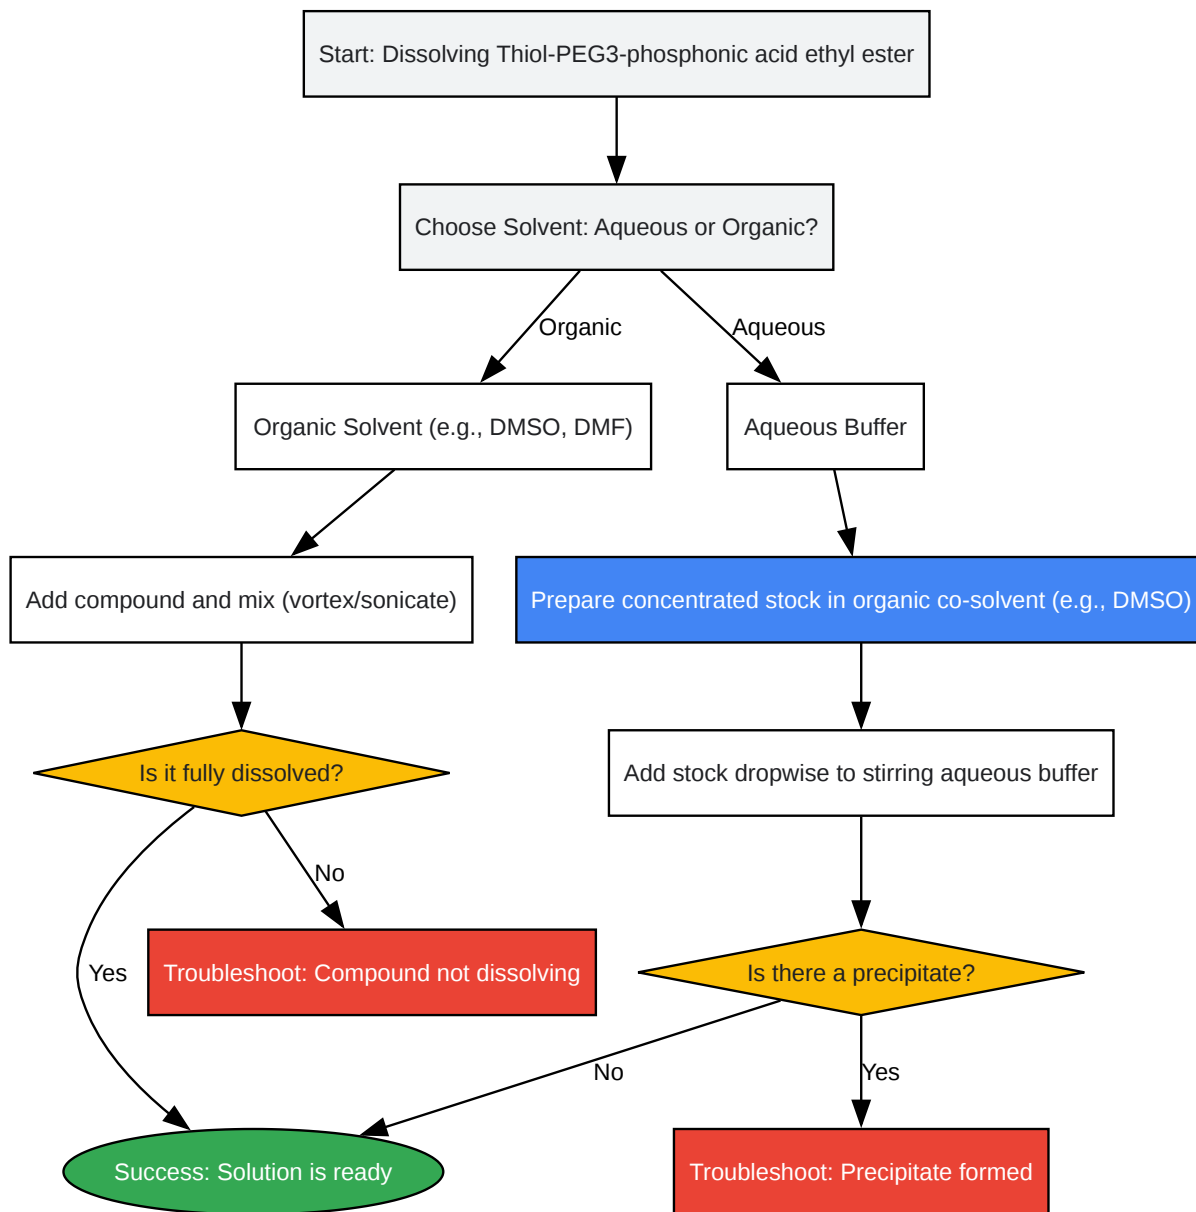 Start: Dissolving Thiol-PEG3-phosphonic acid ethyl ester
Choose Solvent: Aqueous or Organic?
Organic
Aqueous
Organic Solvent (e.g., DMSO, DMF)
Aqueous Buffer
Add compound and mix (vortex/sonicate)
Prepare concentrated stock in organic co-solvent (e.g., DMSO)
Is it fully dissolved?
Add stock dropwise to stirring aqueous buffer
No
Yes
Troubleshoot: Compound not dissolving
Is there a precipitate?
No
Yes
Success: Solution is ready
Troubleshoot: Precipitate formed